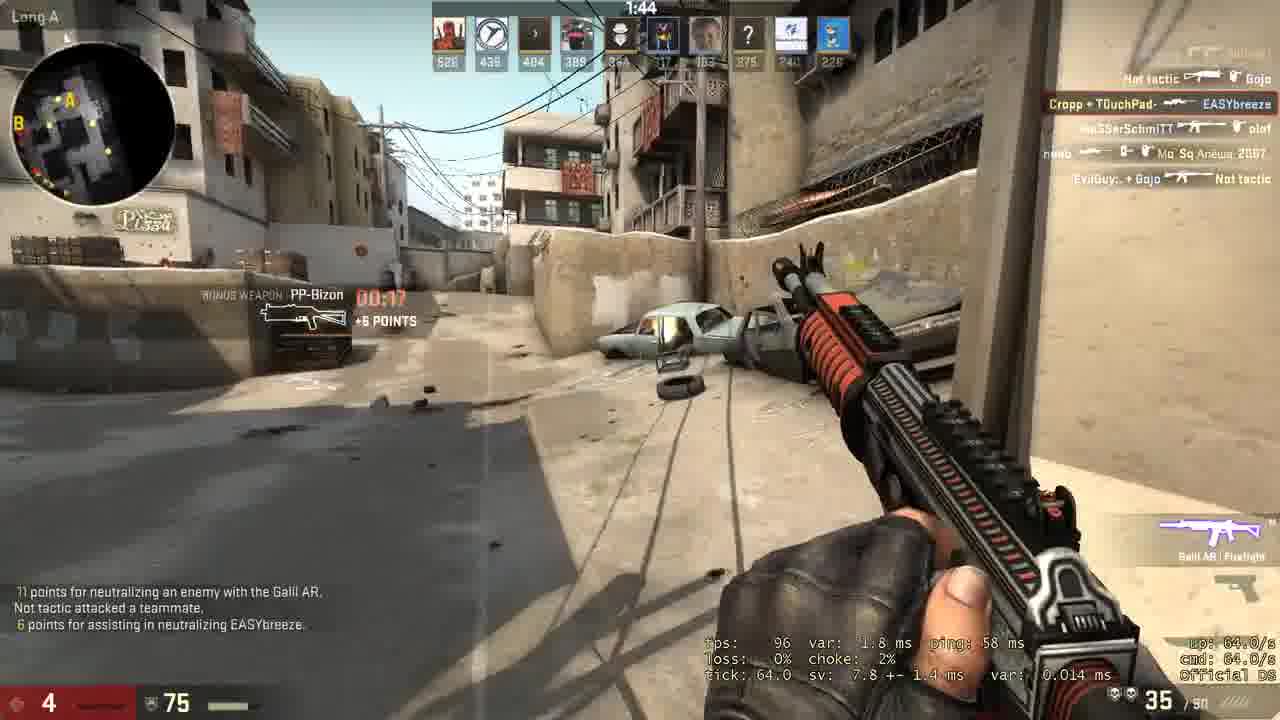 Long A
1:44
526 435 404 389 375 240 226
A
B
Not tactic Gojo
Cropp + T0uchPad- EASYbreeze
olof
noob
EvilGuy:. + Gojo Not tactic
Pizza
BONUS WEAPON PP-Bizon 00:17
+6 POINTS
Galil AR | Firefight
11 points for neutralizing an enemy with the Galil AR.
Not tactic attacked a teammate.
6 points for assisting in neutralizing EASYbreeze.
fps: 96 var: 1.8 ms ping: 58 ms
loss: 0% choke: 2%
tick: 64.0 sv: 7.8 +- 1.4 ms var: 0.014 ms
up: 64.0/s
cmd: 64.0/s
Official DS
4 75
35 / 90